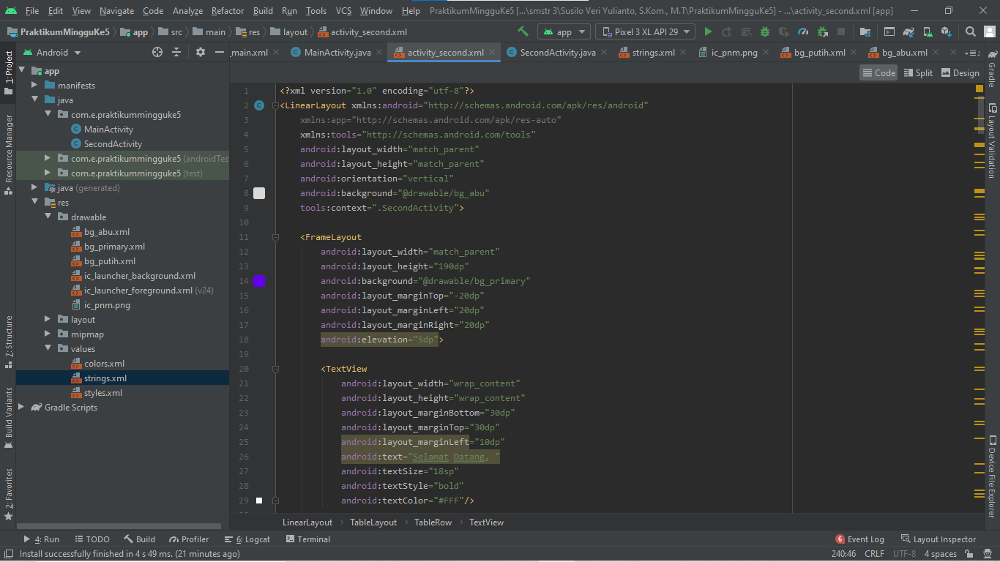 File Edit View Navigate Code Analyze Refactor Build Run Tools VCS Window Help PraktikumMingguKe5 [...\smstr 3\Susilo Veri Yulianto, S.Kom., M.T\PraktikumMingguKe5] - ...\activity_second.xml [app]
PraktikumMingguKe5 app src main res layout activity_second.xml app Pixel 3 XL API 29
Android _main.xml MainActivity.java activity_second.xml SecondActivity.java strings.xml ic_pnm.png bg_putih.xml bg_abu.xml 2
Code Split Design
1: Project
Resource Manager
7: Structure
Build Variants
2: Favorites
app
manifests
java
com.e.praktikummingguke5
MainActivity
SecondActivity
com.e.praktikummingguke5 (androidTes
com.e.praktikummingguke5 (test)
java (generated)
res
drawable
bg_abu.xml
bg_primary.xml
bg_putih.xml
ic_launcher_background.xml
ic_launcher_foreground.xml (v24)
ic_pnm.png
layout
mipmap
values
colors.xml
strings.xml
styles.xml
Gradle Scripts
1 <?xml version="1.0" encoding="utf-8"?>
2 <LinearLayout xmlns:android="http://schemas.android.com/apk/res/android"
3 xmlns:app="http://schemas.android.com/apk/res-auto"
4 xmlns:tools="http://schemas.android.com/tools"
5 android:layout_width="match_parent"
6 android:layout_height="match_parent"
7 android:orientation="vertical"
8 android:background="@drawable/bg_abu"
9 tools:context=".SecondActivity">
10
11 <FrameLayout
12 android:layout_width="match_parent"
13 android:layout_height="190dp"
14 android:background="@drawable/bg_primary"
15 android:layout_marginTop="-20dp"
16 android:layout_marginLeft="20dp"
17 android:layout_marginRight="20dp"
18 android:elevation="5dp">
19
20 <TextView
21 android:layout_width="wrap_content"
22 android:layout_height="wrap_content"
23 android:layout_marginBottom="30dp"
24 android:layout_marginTop="30dp"
25 android:layout_marginLeft="10dp"
26 android:text="Selamat Datang, "
27 android:textSize="18sp"
28 android:textStyle="bold"
29 android:textColor="#FFF"/>
Gradle
Layout Validation
Device File Explorer
LinearLayout TableLayout TableRow TextView
4: Run TODO Build Profiler 6: Logcat Terminal 6 Event Log Layout Inspector
Install successfully finished in 4 s 49 ms. (21 minutes ago) 240:46 CRLF UTF-8 4 spaces